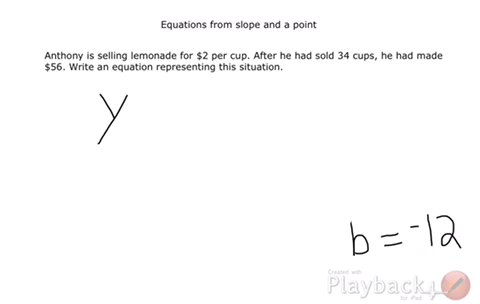 Equations from slope and a point
Anthony is selling lemonade for $2 per cup. After he had sold 34 cups, he had made
$56. Write an equation representing this situation.
y
b = -12
Created with
Playback
for iPad